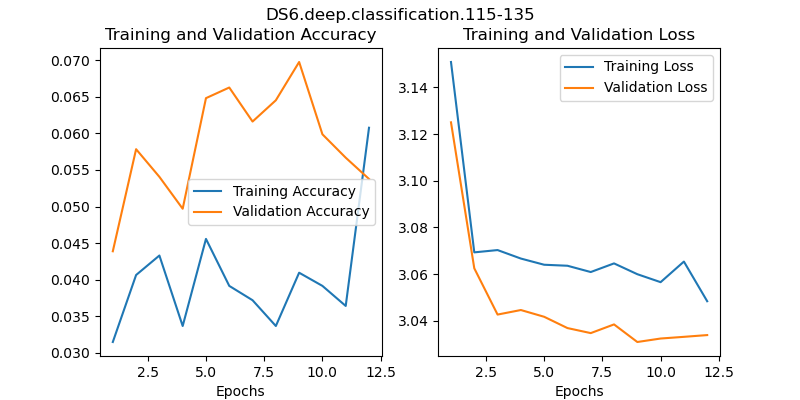 DS6.deep.classification.115-135
Training and Validation Accuracy
0.070
0.065
0.060
0.055
0.050
0.045
0.040
0.035
0.030
Training Accuracy
Validation Accuracy
2.5 5.0 7.5 10.0 12.5
Epochs
Training and Validation Loss
3.14
3.12
3.10
3.08
3.06
3.04
Training Loss
Validation Loss
2.5 5.0 7.5 10.0 12.5
Epochs